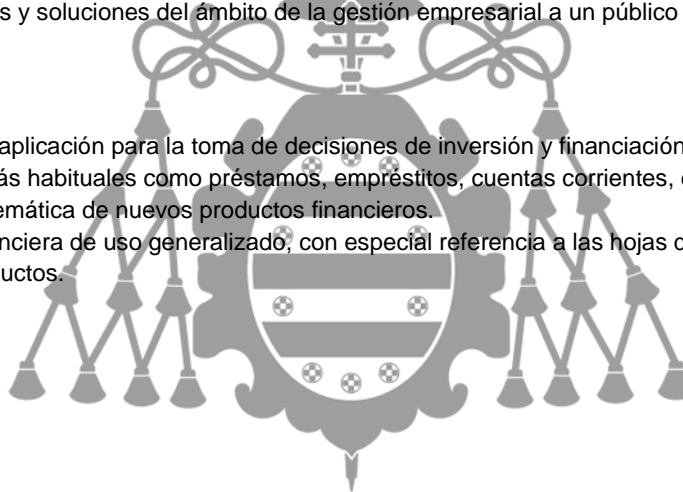 s y soluciones del ámbito de la gestión empresarial a un público
aplicación para la toma de decisiones de inversión y financiación
ás habituales como préstamos, empréstitos, cuentas corrientes,
emática de nuevos productos financieros.
nciera de uso generalizado, con especial referencia a las hojas
uctos.